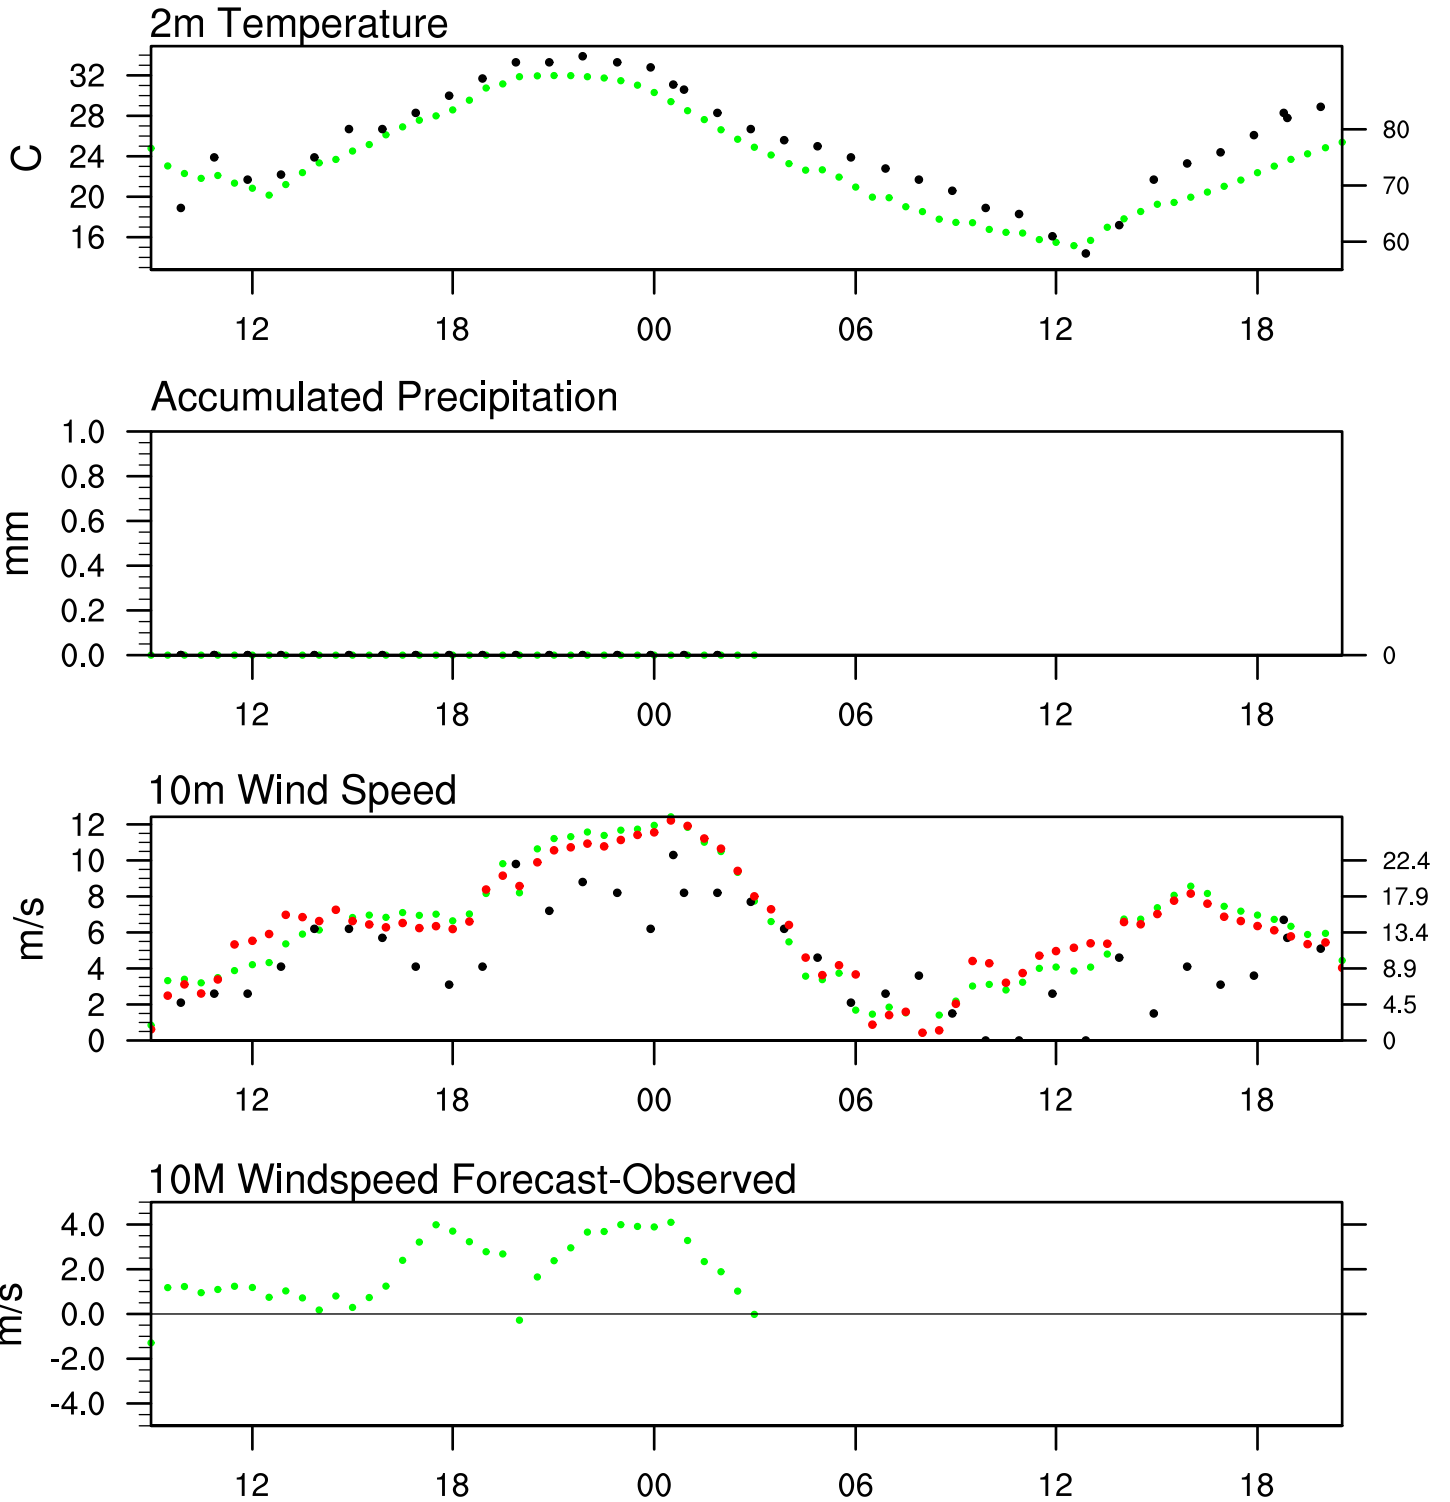 2m Temperature
32
28
24
20
16
C
80
70
60
12 18 00 06 12 18
Accumulated Precipitation
1.0
0.8
0.6
0.4
0.2
0.0
mm
0
12 18 00 06 12 18
10m Wind Speed
12
10
8
6
4
2
0
m/s
22.4
17.9
13.4
8.9
4.5
0
12 18 00 06 12 18
10M Windspeed Forecast-Observed
4.0
2.0
0.0
-2.0
-4.0
m/s
12 18 00 06 12 18